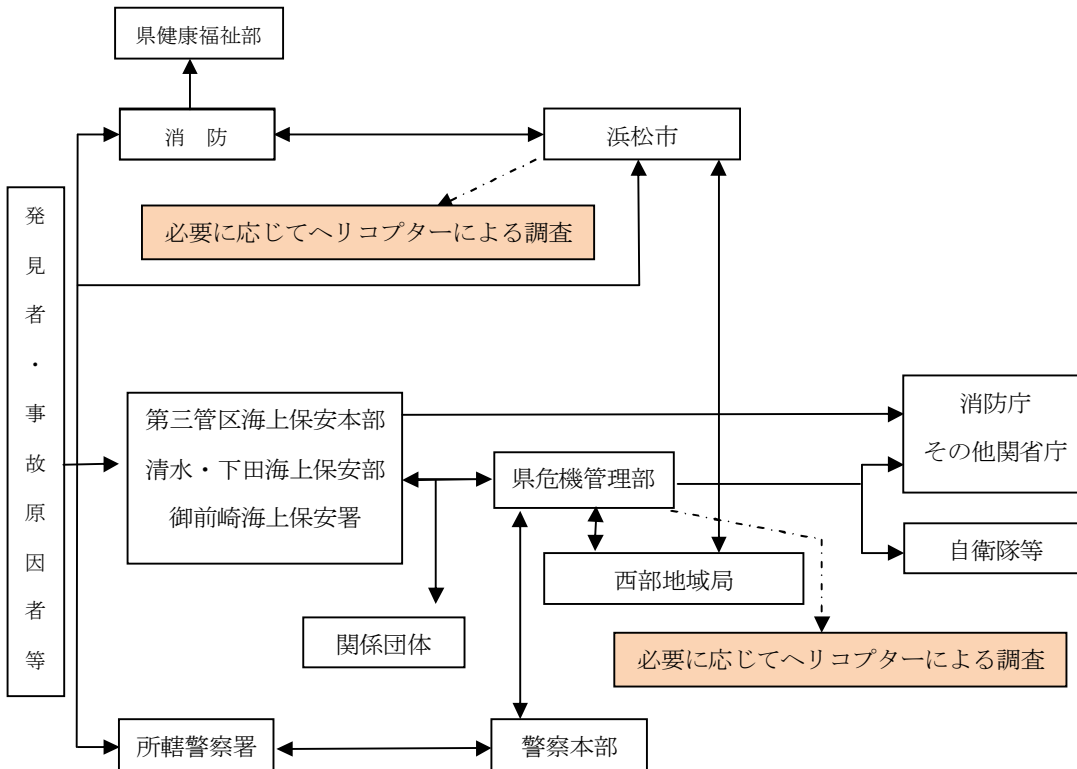 県健康福祉部
消　防
浜松市
必要に応じてヘリコプターによる調査
発見者・事故原因者等
第三管区海上保安本部
清水・下田海上保安部
御前崎海上保安署
県危機管理部
消防庁
その他関省庁
自衛隊等
西部地域局
関係団体
必要に応じてヘリコプターによる調査
所轄警察署
警察本部